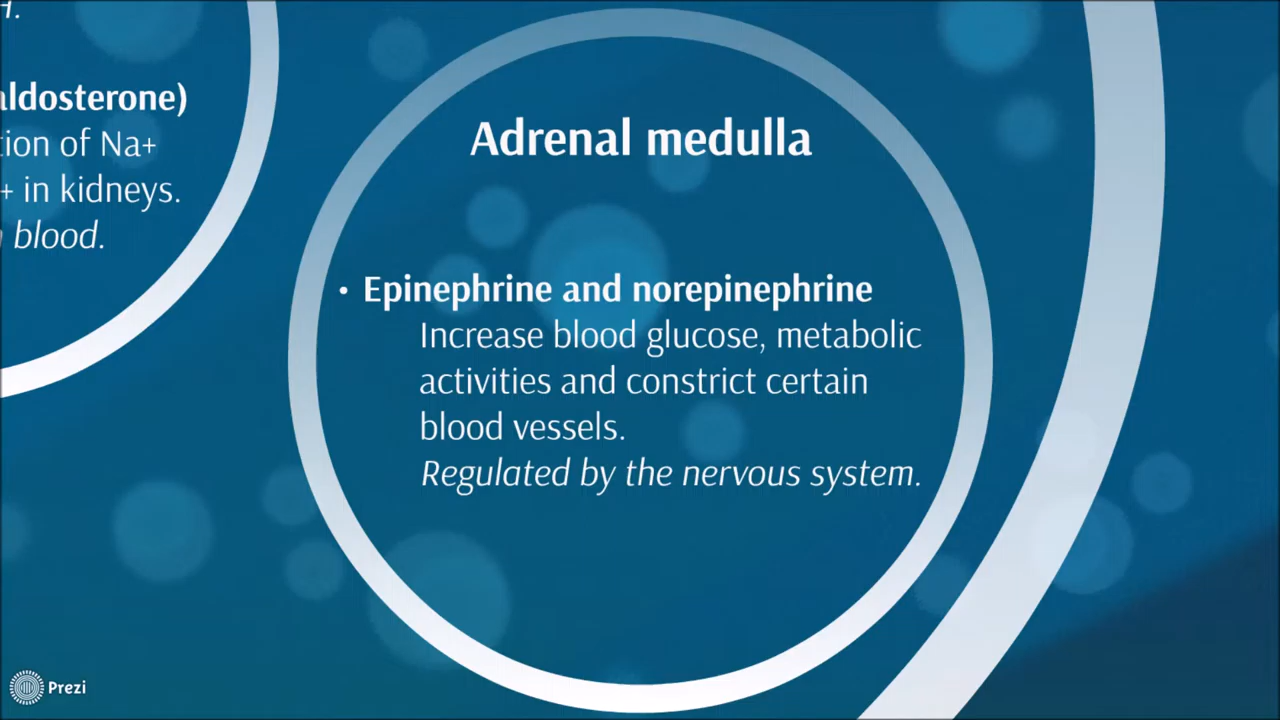 H.
aldosterone)
tion of Na+
+ in kidneys.
blood.
Adrenal medulla
• Epinephrine and norepinephrine
Increase blood glucose, metabolic
activities and constrict certain
blood vessels.
Regulated by the nervous system.
Prezi